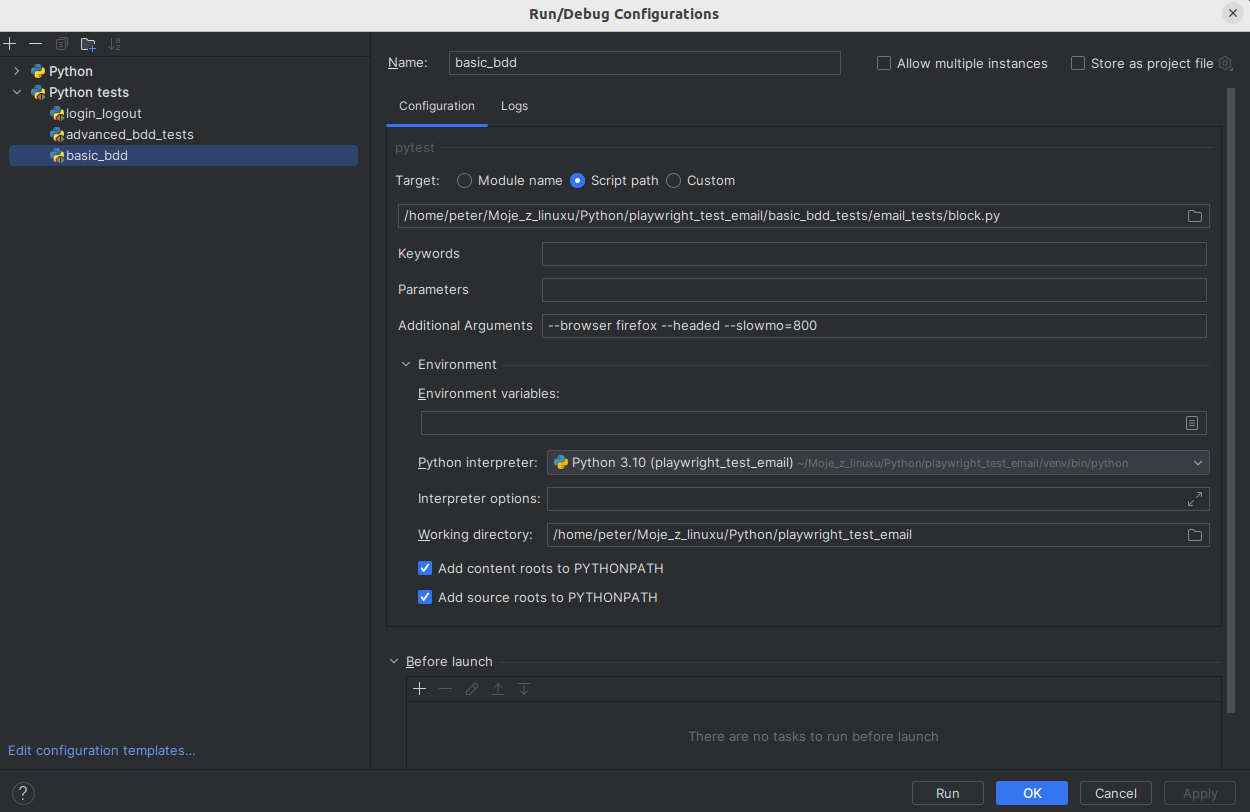 Run/Debug Configurations
Name: basic_bdd Allow multiple instances Store as project file
Python
Python tests
login_logout
advanced_bdd_tests
basic_bdd
Configuration Logs
pytest
Target: Module name Script path Custom
/home/peter/Moje_z_linuxu/Python/playwright_test_email/basic_bdd_tests/email_tests/block.py
Keywords
Parameters
Additional Arguments --browser firefox --headed --slowmo=800
Environment
Environment variables:
Python interpreter: Python 3.10 (playwright_test_email) ~/Moje_z_linuxu/Python/playwright_test_email/venv/bin/python
Interpreter options:
Working directory: /home/peter/Moje_z_linuxu/Python/playwright_test_email
Add content roots to PYTHONPATH
Add source roots to PYTHONPATH
Before launch
There are no tasks to run before launch
Edit configuration templates...
? Run OK Cancel Apply